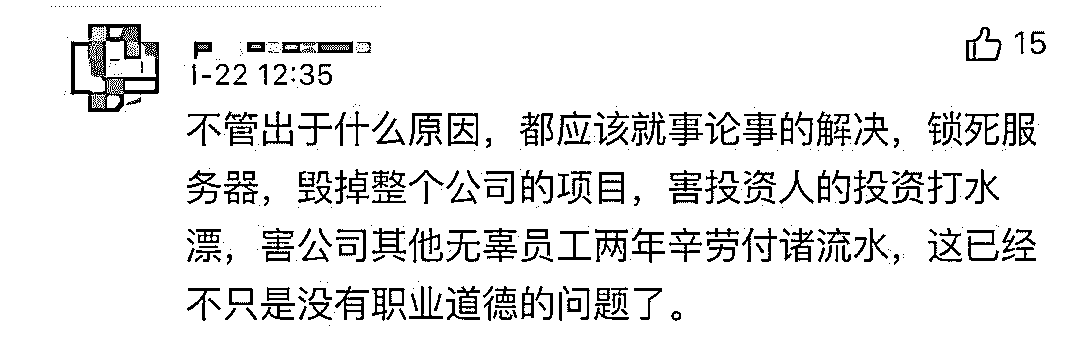 15
1-22 12:35
不管出于什么原因，都应该就事论事的解决，锁死服
务器，毁掉整个公司的项目，害投资人的投资打水
漂，害公司其他无辜员工两年辛劳付诸流水，这已经
不只是没有职业道德的问题了。